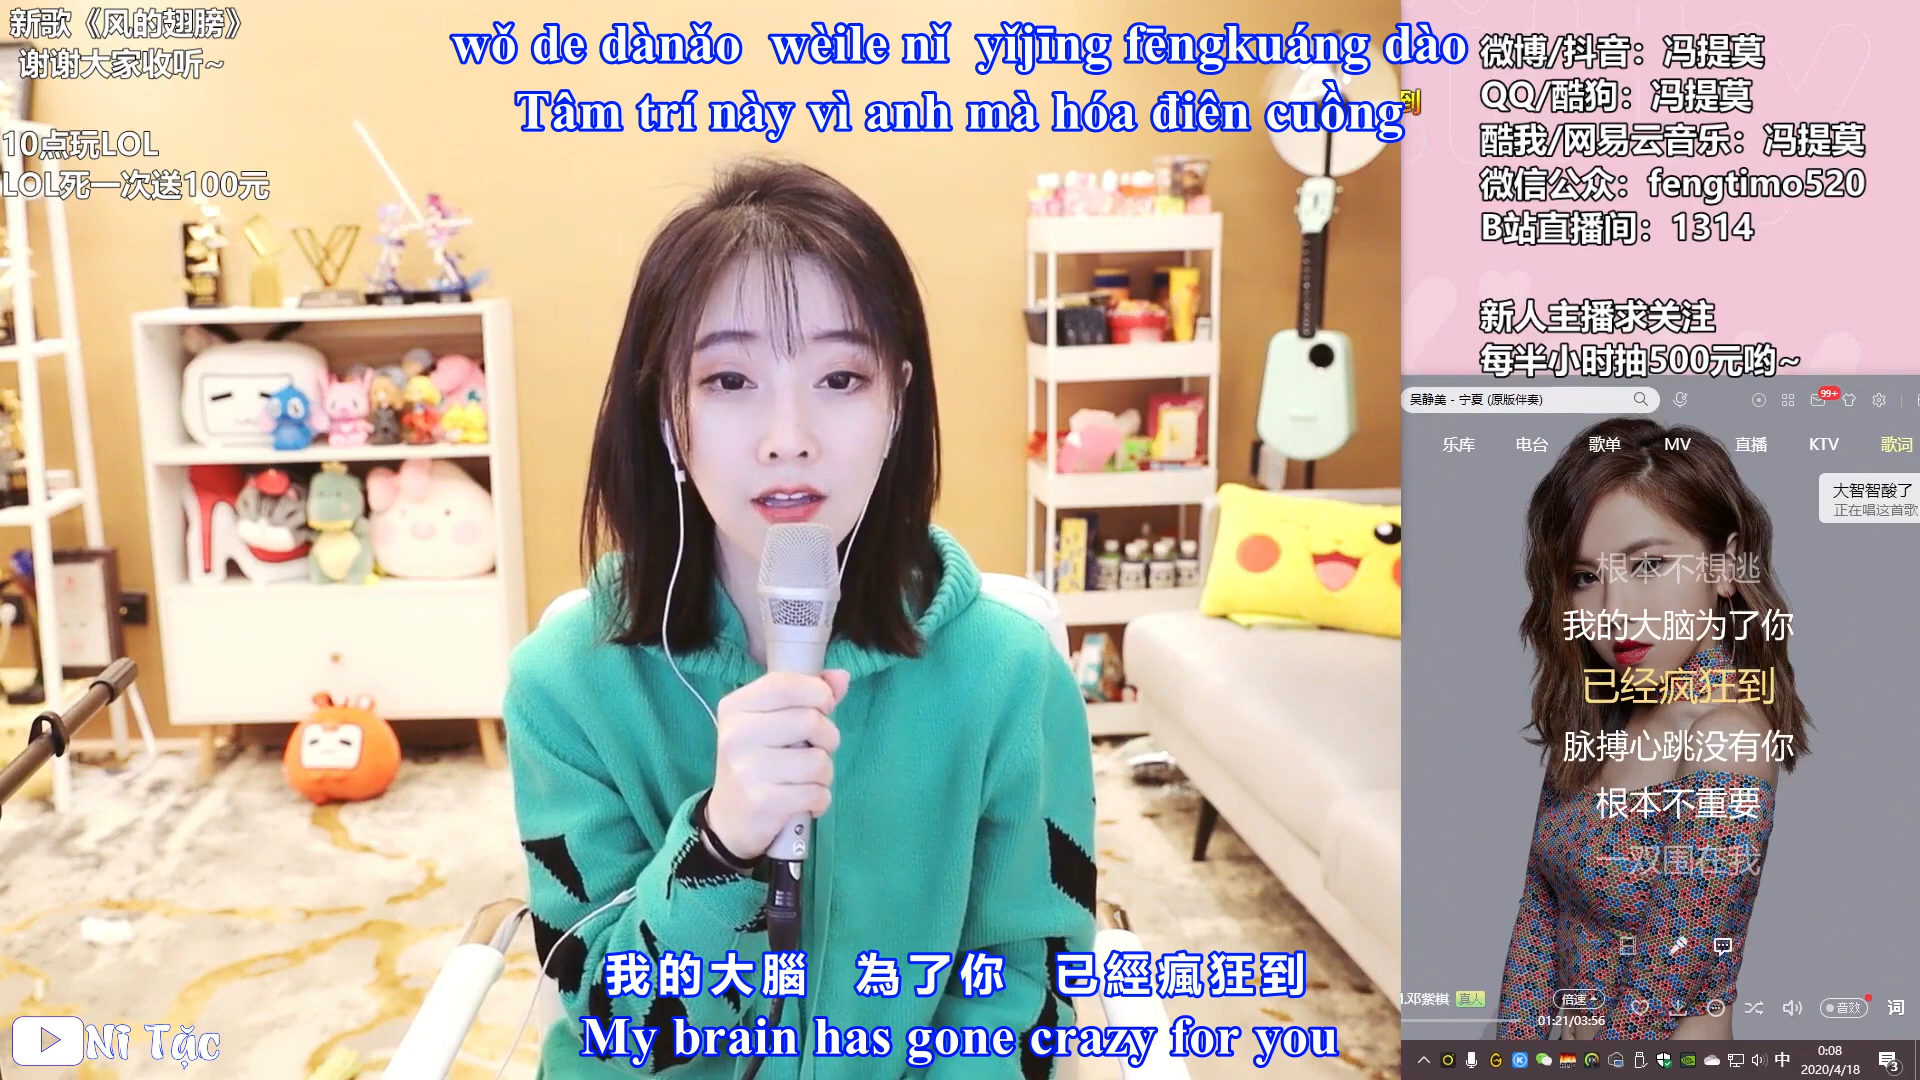 新歌《风的翅膀》
谢谢大家收听~
10点玩LOL
LOL死一次送100元
wǒ de dànǎo wèile nǐ yǐjīng fēngkuáng dào
Tâm trí này vì anh mà hóa điên cuồng
到
微博/抖音：冯提莫
QQ/酷狗：冯提莫
酷我/网易云音乐：冯提莫
微信公众：fengtimo520
B站直播间：1314
新人主播求关注
每半小时抽500元哟~
吴静美 - 宁夏 (原版伴奏)
99+
乐库 电台 歌单 MV 直播 KTV 歌词
大智智酸了
正在唱这首歌
根本不想逃
我的大脑为了你
已经疯狂到
脉搏心跳没有你
根本不重要
一双围在我
邓紫棋 真人
倍速
01:21/03:56
音效
词
我的大腦 為了你 已經瘋狂到
My brain has gone crazy for you
Ni Tặc
中
0:08
2020/4/18
3